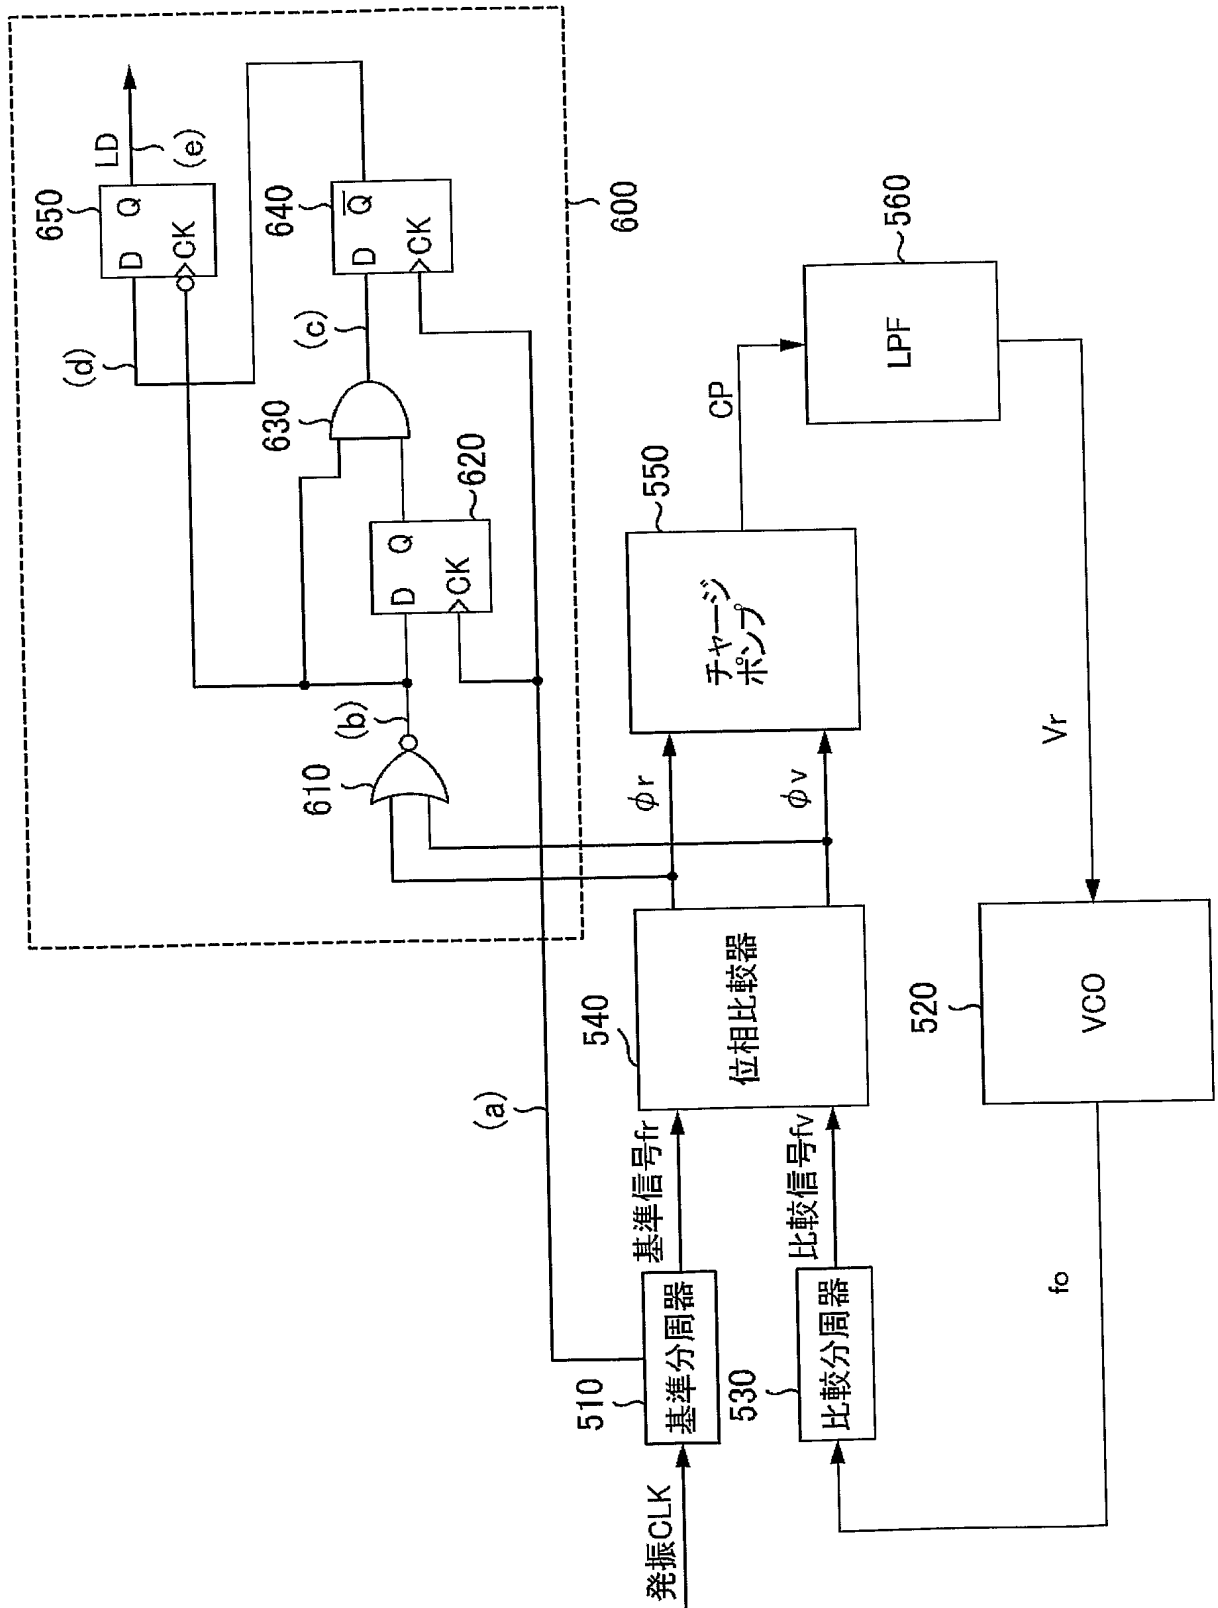 650
D
Q
CK
LD
(e)
(d)
640
D
Q̅
CK
(c)
630
620
D
Q
CK
(b)
610
600
(a)
発振CLK
510
基準分周器
基準信号fr
530
比較分周器
比較信号fv
540
位相比較器
φr
φv
550
チャージ
ポンプ
CP
560
LPF
Vr
520
VCO
fo